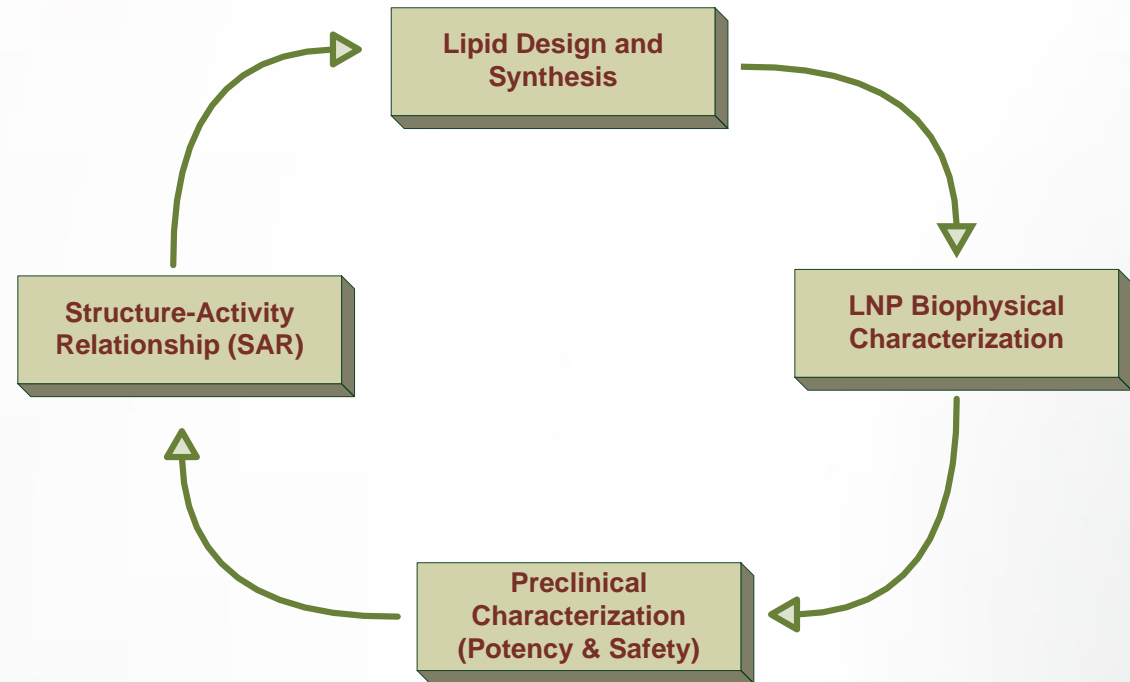 Lipid Design and
Synthesis
Structure-Activity
Relationship (SAR)
LNP Biophysical
Characterization
Preclinical
Characterization
(Potency & Safety)